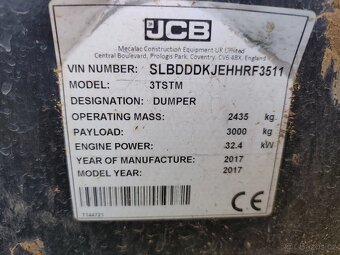 JCB
Mecalac Construction Equipment UK Limited
Central Boulevard, Prologis Park, Coventry, CV6 4BX, England
VIN NUMBER: SLBDDDKJEHHRF3511
MODEL: 3TSTM
DESIGNATION: DUMPER
OPERATING MASS: 2435 kg
PAYLOAD: 3000 kg
ENGINE POWER: 32.4 kW
YEAR OF MANUFACTURE: 2017
MODEL YEAR: 2017
T144721
CE